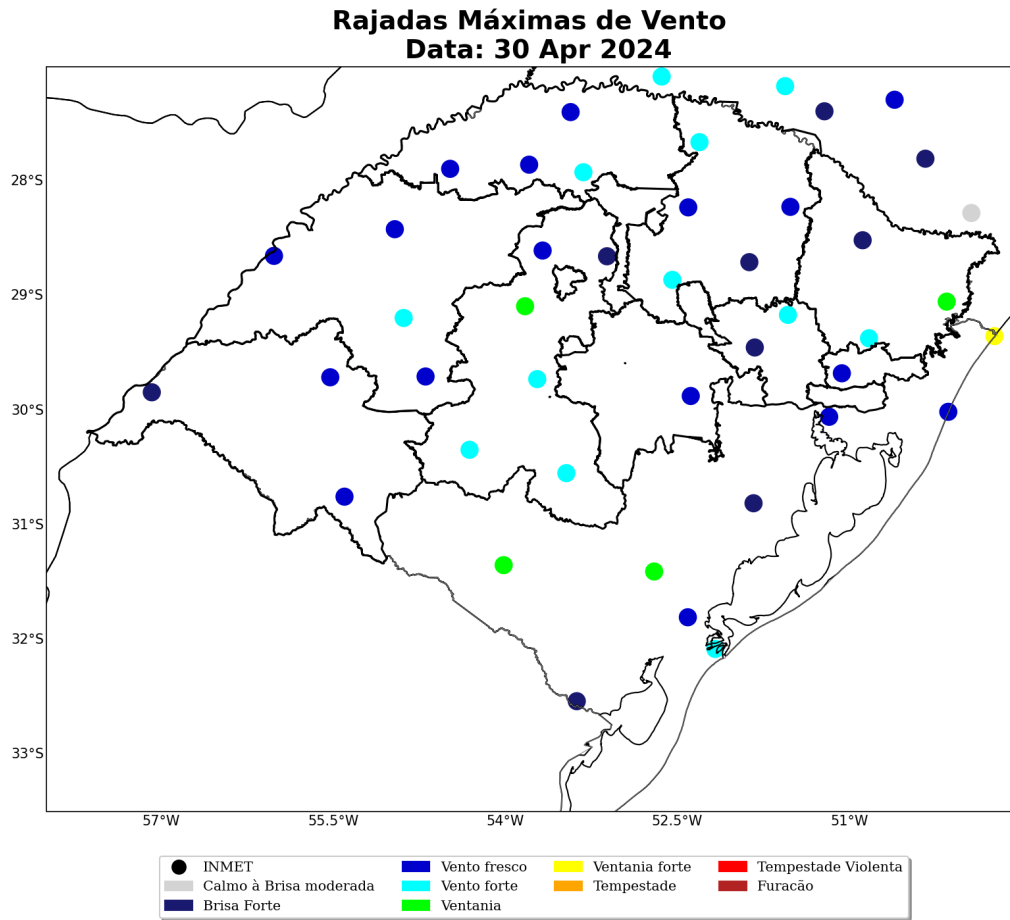 Rajadas Máximas de Vento
Data: 30 Apr 2024
28°S
29°S
30°S
31°S
32°S
33°S
57°W
55.5°W
54°W
52.5°W
51°W
INMET
Calmo à Brisa moderada
Brisa Forte
Vento fresco
Vento forte
Ventania
Ventania forte
Tempestade
Tempestade Violenta
Furacão